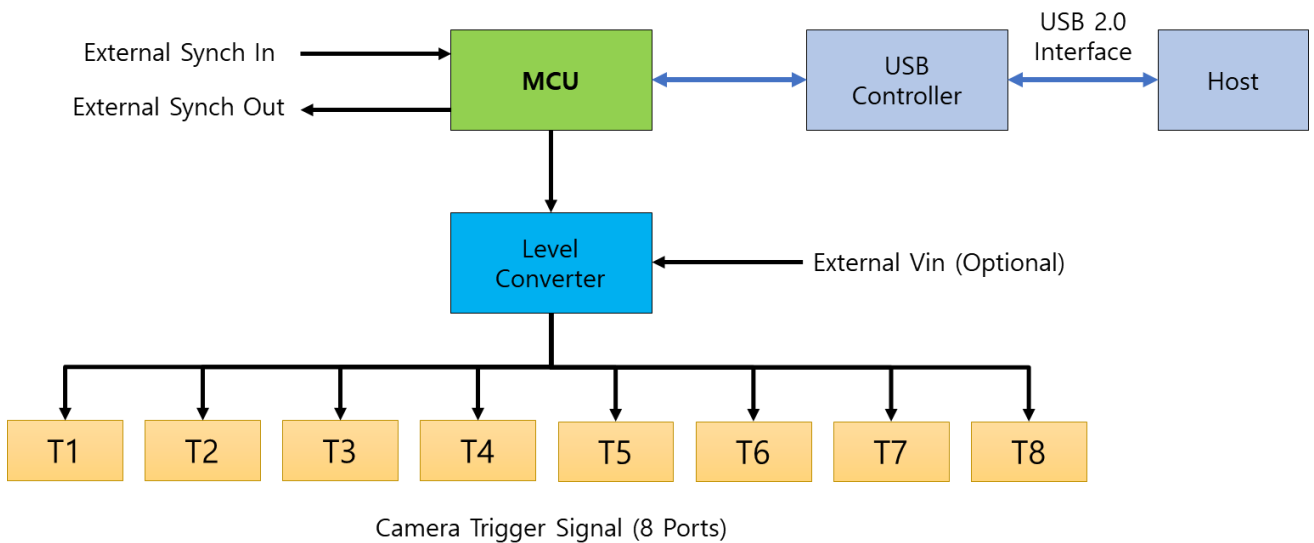 External Synch In
External Synch Out
MCU
USB
Controller
USB 2.0
Interface
Host
Level
Converter
External Vin (Optional)
T1
T2
T3
T4
T5
T6
T7
T8
Camera Trigger Signal (8 Ports)